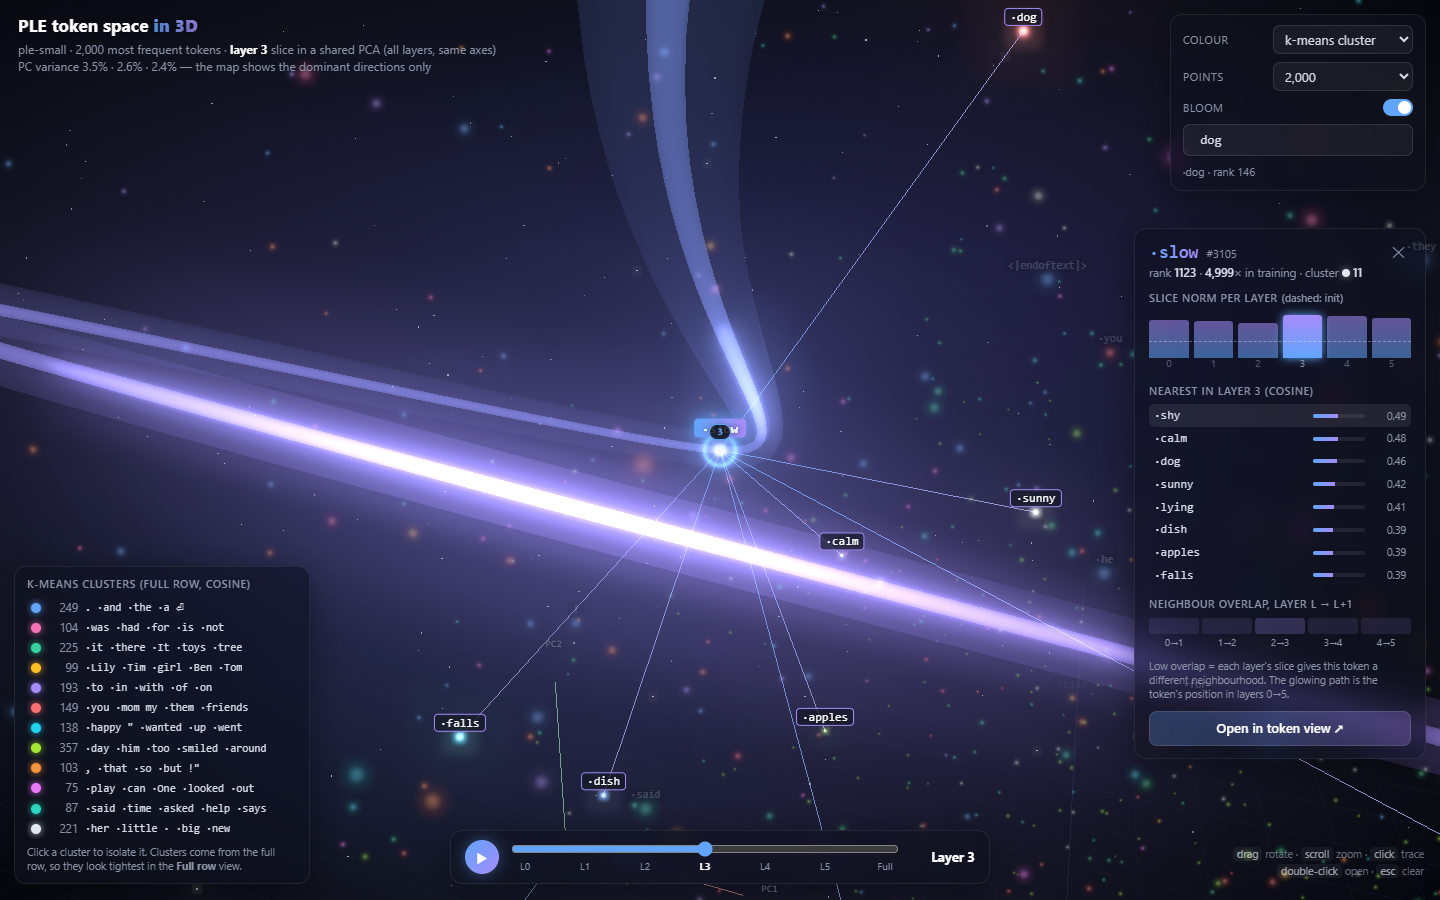 PLE token space in 3D
ple-small · 2,000 most frequent tokens · layer 3 slice in a shared PCA (all layers, same axes)
PC variance 3.5% · 2.6% · 2.4% — the map shows the dominant directions only
·dog
COLOUR
k-means cluster
POINTS
2,000
BLOOM
dog
·dog · rank 146
<|endoftext|>
·they
·you
·he
·slow #3105
rank 1123 · 4,999× in training · cluster 11
SLICE NORM PER LAYER (dashed: init)
0 1 2 3 4 5
NEAREST IN LAYER 3 (COSINE)
·shy 0.49
·calm 0.48
·dog 0.46
·sunny 0.42
·lying 0.41
·dish 0.39
·apples 0.39
·falls 0.39
NEIGHBOUR OVERLAP, LAYER L → L+1
0→1 1→2 2→3 3→4 4→5
Low overlap = each layer's slice gives this token a
different neighbourhood. The glowing path is the
token's position in layers 0→5.
Open in token view ↗
3
·sunny
·calm
PC2
·falls
·apples
·dish
·said
K-MEANS CLUSTERS (FULL ROW, COSINE)
249 . ·and ·the ·a ⏎
104 ·was ·had ·for ·is ·not
225 ·it ·there ·It ·toys ·tree
99 ·Lily ·Tim ·girl ·Ben ·Tom
193 ·to ·in ·with ·of ·on
149 ·you ·mom my ·them ·friends
138 ·happy " ·wanted ·up ·went
357 ·day ·him ·too ·smiled ·around
103 , ·that ·so ·but !"
75 ·play ·can ·One ·looked ·out
87 ·said ·time ·asked ·help ·says
221 ·her ·little · ·big ·new
Click a cluster to isolate it. Clusters come from the full
row, so they look tightest in the Full row view.
L0 L1 L2 L3 L4 L5 Full
Layer 3
PC1
drag rotate · scroll zoom · click trace
double-click open · esc clear